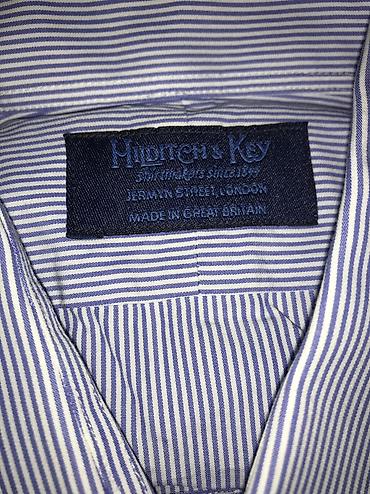 HILDITCH & KEY
Shirtmakers since 1899
JERMYN STREET, LONDON
MADE IN GREAT BRITAIN